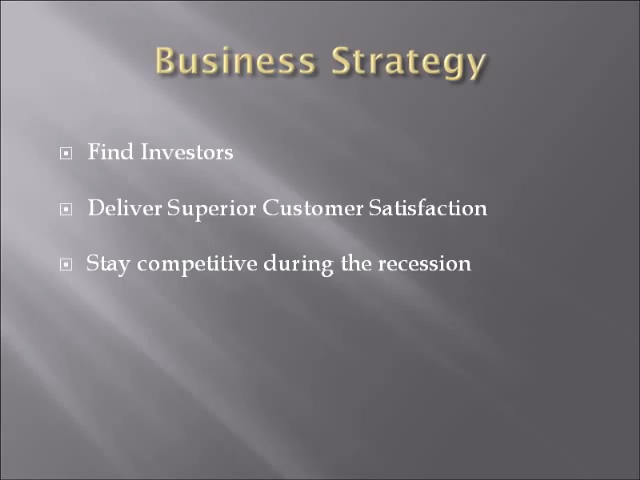 Business Strategy
Find Investors
Deliver Superior Customer Satisfaction
Stay competitive during the recession